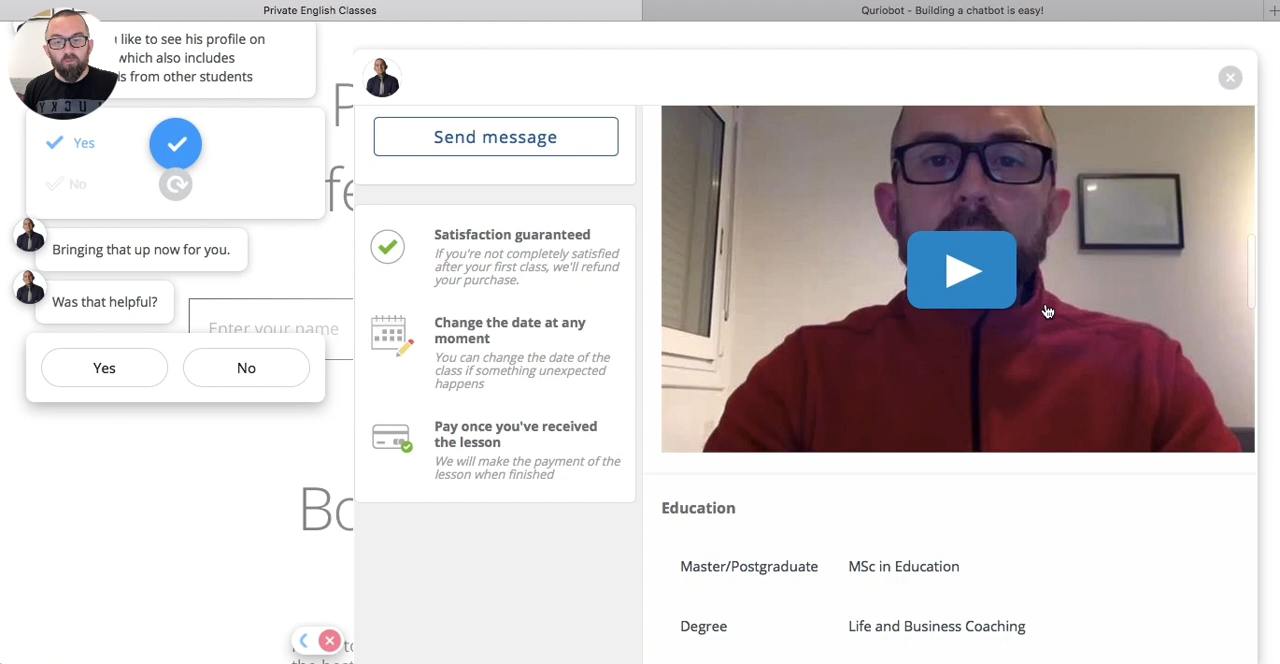 Private English Classes
Quriobot - Building a chatbot is easy!
like to see his profile on
which also includes
from other students
Yes
No
Bringing that up now for you.
Was that helpful?
Enter your name
Yes
No
Send message
Satisfaction guaranteed
If you're not completely satisfied
after your first class, we'll refund
your purchase.
Change the date at any
moment
You can change the date of the
class if something unexpected
happens
Pay once you've received
the lesson
We will make the payment of the
lesson when finished
Education
Master/Postgraduate MSc in Education
Degree Life and Business Coaching